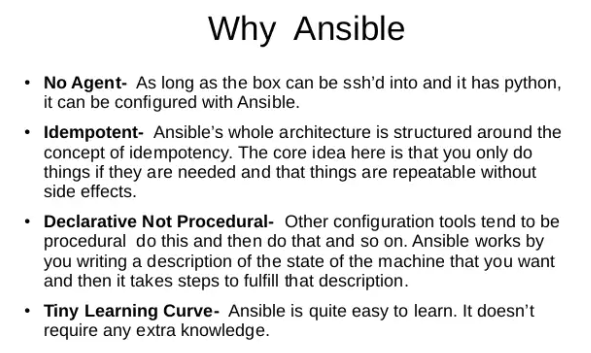 Why Ansible
• No Agent- As long as the box can be ssh'd into and it has python,
it can be configured with Ansible.
• Idempotent- Ansible's whole architecture is structured around the
concept of idempotency. The core idea here is that you only do
things if they are needed and that things are repeatable without
side effects.
• Declarative Not Procedural- Other configuration tools tend to be
procedural do this and then do that and so on. Ansible works by
you writing a description of the state of the machine that you want
and then it takes steps to fulfill that description.
• Tiny Learning Curve- Ansible is quite easy to learn. It doesn't
require any extra knowledge.